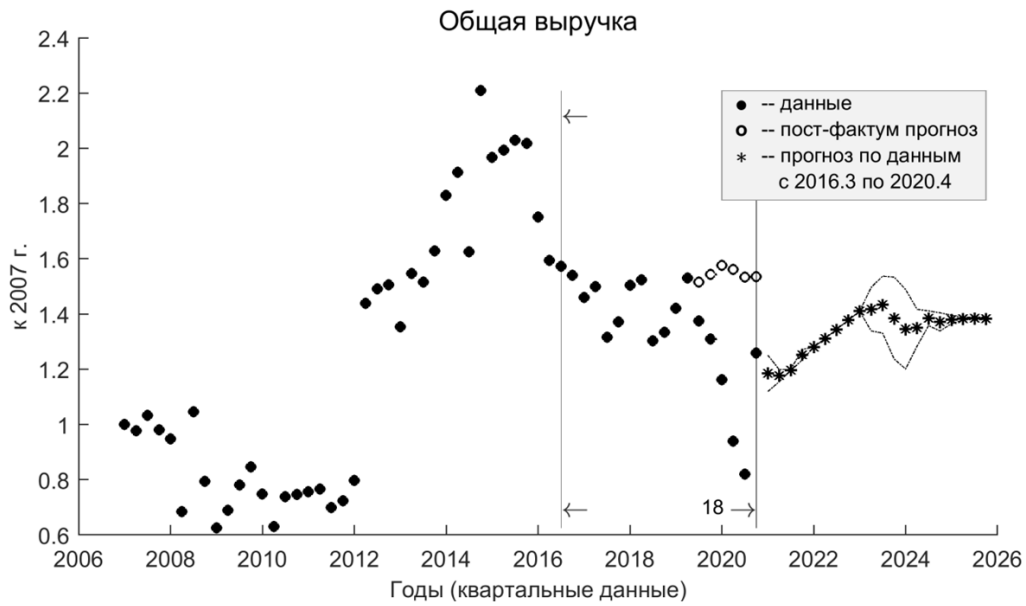 Общая выручка
2.4
2.2
2
1.8
1.6
1.4
1.2
1
0.8
0.6
к 2007 г.
-- данные
-- пост-фактум прогноз
-- прогноз по данным
с 2016.3 по 2020.4
18
2006 2008 2010 2012 2014 2016 2018 2020 2022 2024 2026
Годы (квартальные данные)